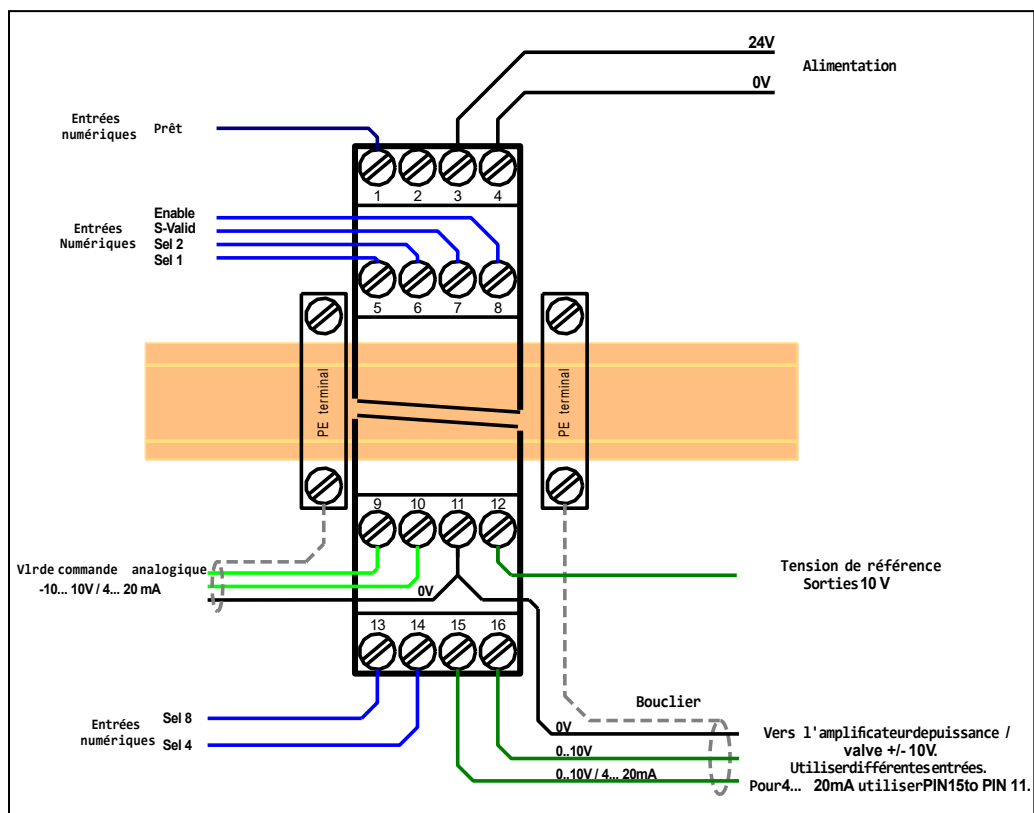 24V
Alimentation
0V
Entrées
numériques
Prêt
1 2 3 4
Enable
S-Valid
Entrées
Numériques
Sel 2
Sel 1
5 6 7 8
PE terminal
PE terminal
9 10 11 12
Vlrde commande analogique
-10... 10V / 4... 20 mA
0V
Tension de référence
Sorties 10 V
13 14 15 16
Bouclier
Sel 8
Entrées
numériques
Sel 4
0V
0..10V
0..10V / 4... 20mA
Vers l'amplificateurdepuissance /
valve +/- 10V.
Utiliserdifférentesentrées.
Pour4... 20mA utiliserPIN15to PIN 11.